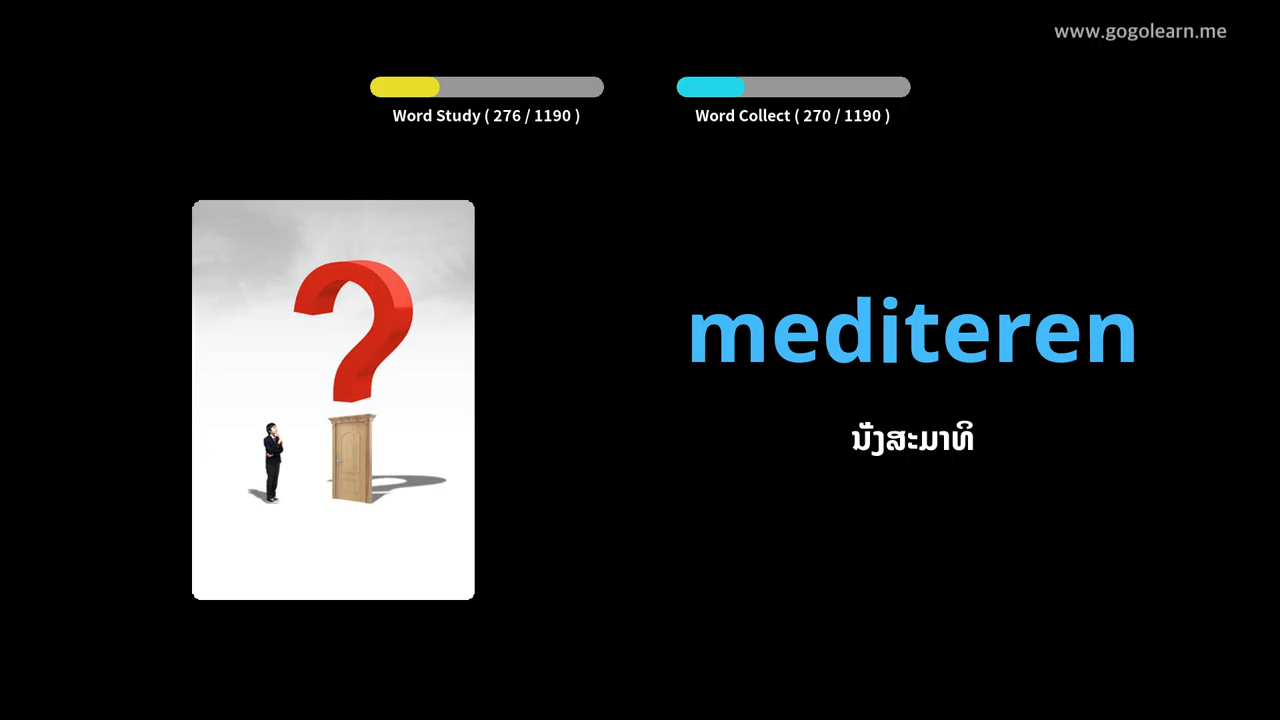 www.gogolearn.me
Word Study ( 276 / 1190 )
Word Collect ( 270 / 1190 )
mediteren
ນັ່ງສະມາທິ